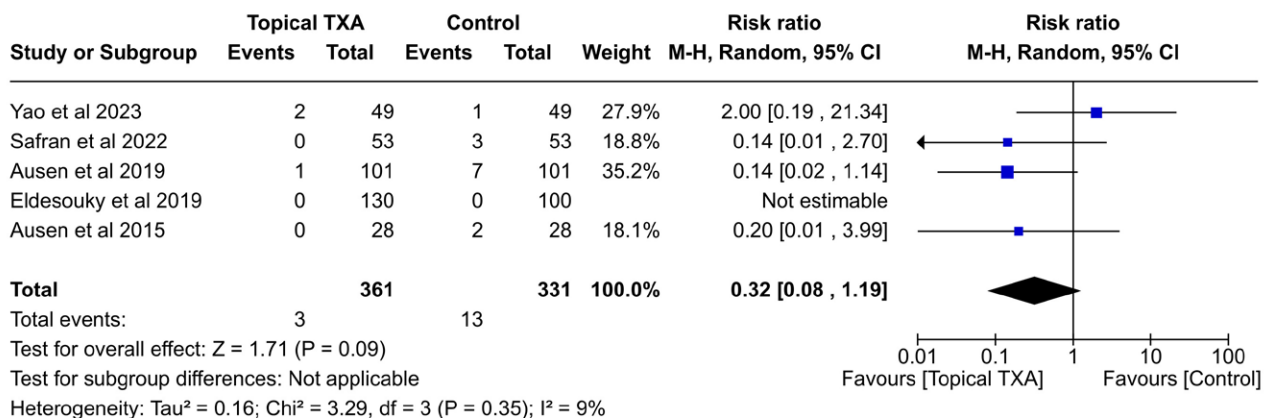 Topical TXA Control Risk ratio Risk ratio
Study or Subgroup Events Total Events Total Weight M-H, Random, 95% CI M-H, Random, 95% CI
Yao et al 2023 2 49 1 49 27.9% 2.00 [0.19 , 21.34]
Safran et al 2022 0 53 3 53 18.8% 0.14 [0.01 , 2.70]
Ausen et al 2019 1 101 7 101 35.2% 0.14 [0.02 , 1.14]
Eldesouky et al 2019 0 130 0 100 Not estimable
Ausen et al 2015 0 28 2 28 18.1% 0.20 [0.01 , 3.99]
Total 361 331 100.0% 0.32 [0.08 , 1.19]
Total events: 3 13
Test for overall effect: Z = 1.71 (P = 0.09)
Test for subgroup differences: Not applicable
Heterogeneity: Tau² = 0.16; Chi² = 3.29, df = 3 (P = 0.35); I² = 9%
0.01 0.1 1 10 100
Favours [Topical TXA] Favours [Control]